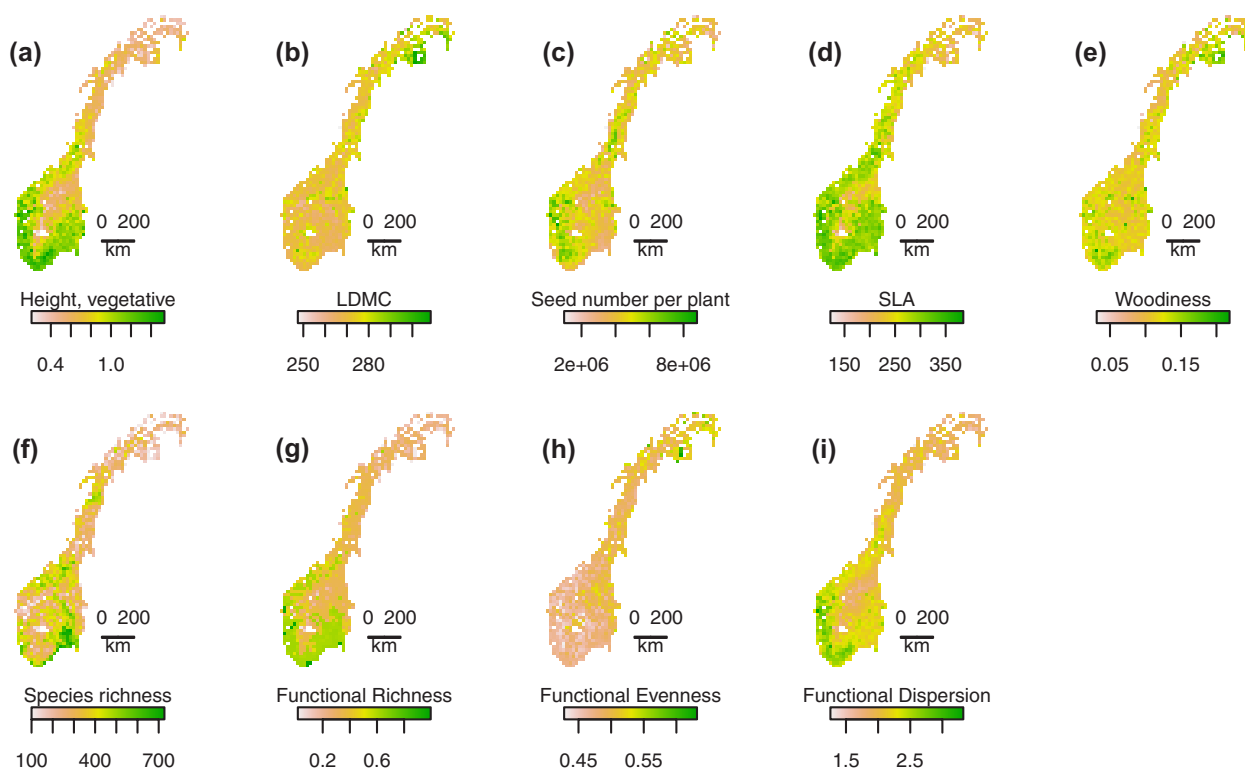 (a)
(b)
(c)
(d)
(e)
0 200
km
0 200
km
0 200
km
0 200
km
0 200
km
Height, vegetative
LDMC
Seed number per plant
SLA
Woodiness
0.4 1.0
250 280
2e+06 8e+06
150 250 350
0.05 0.15
(f)
(g)
(h)
(i)
0 200
km
0 200
km
0 200
km
0 200
km
Species richness
Functional Richness
Functional Evenness
Functional Dispersion
100 400 700
0.2 0.6
0.45 0.55
1.5 2.5